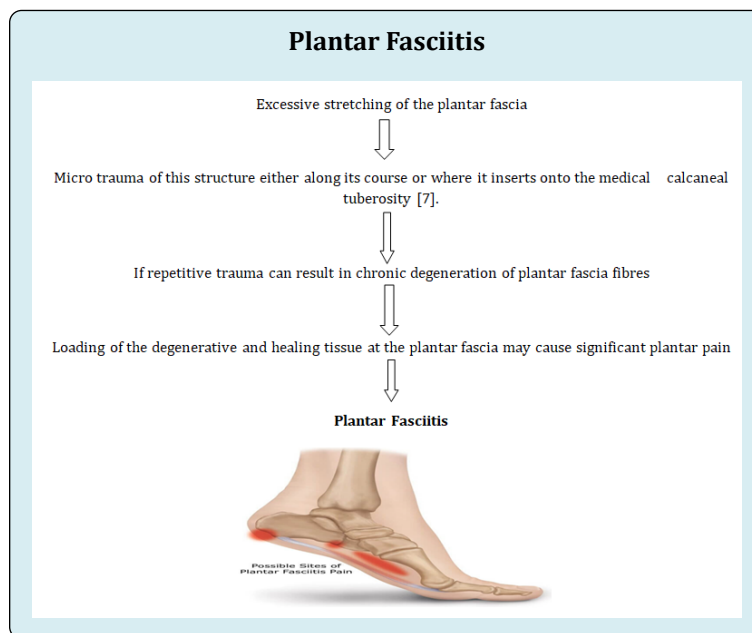 Plantar Fasciitis
Excessive stretching of the plantar fascia
Micro trauma of this structure either along its course or where it inserts onto the medical calcaneal
tuberosity [7].
If repetitive trauma can result in chronic degeneration of plantar fascia fibres
Loading of the degenerative and healing tissue at the plantar fascia may cause significant plantar pain
Plantar Fasciitis
Possible Sites of
Plantar Fasciitis Pain